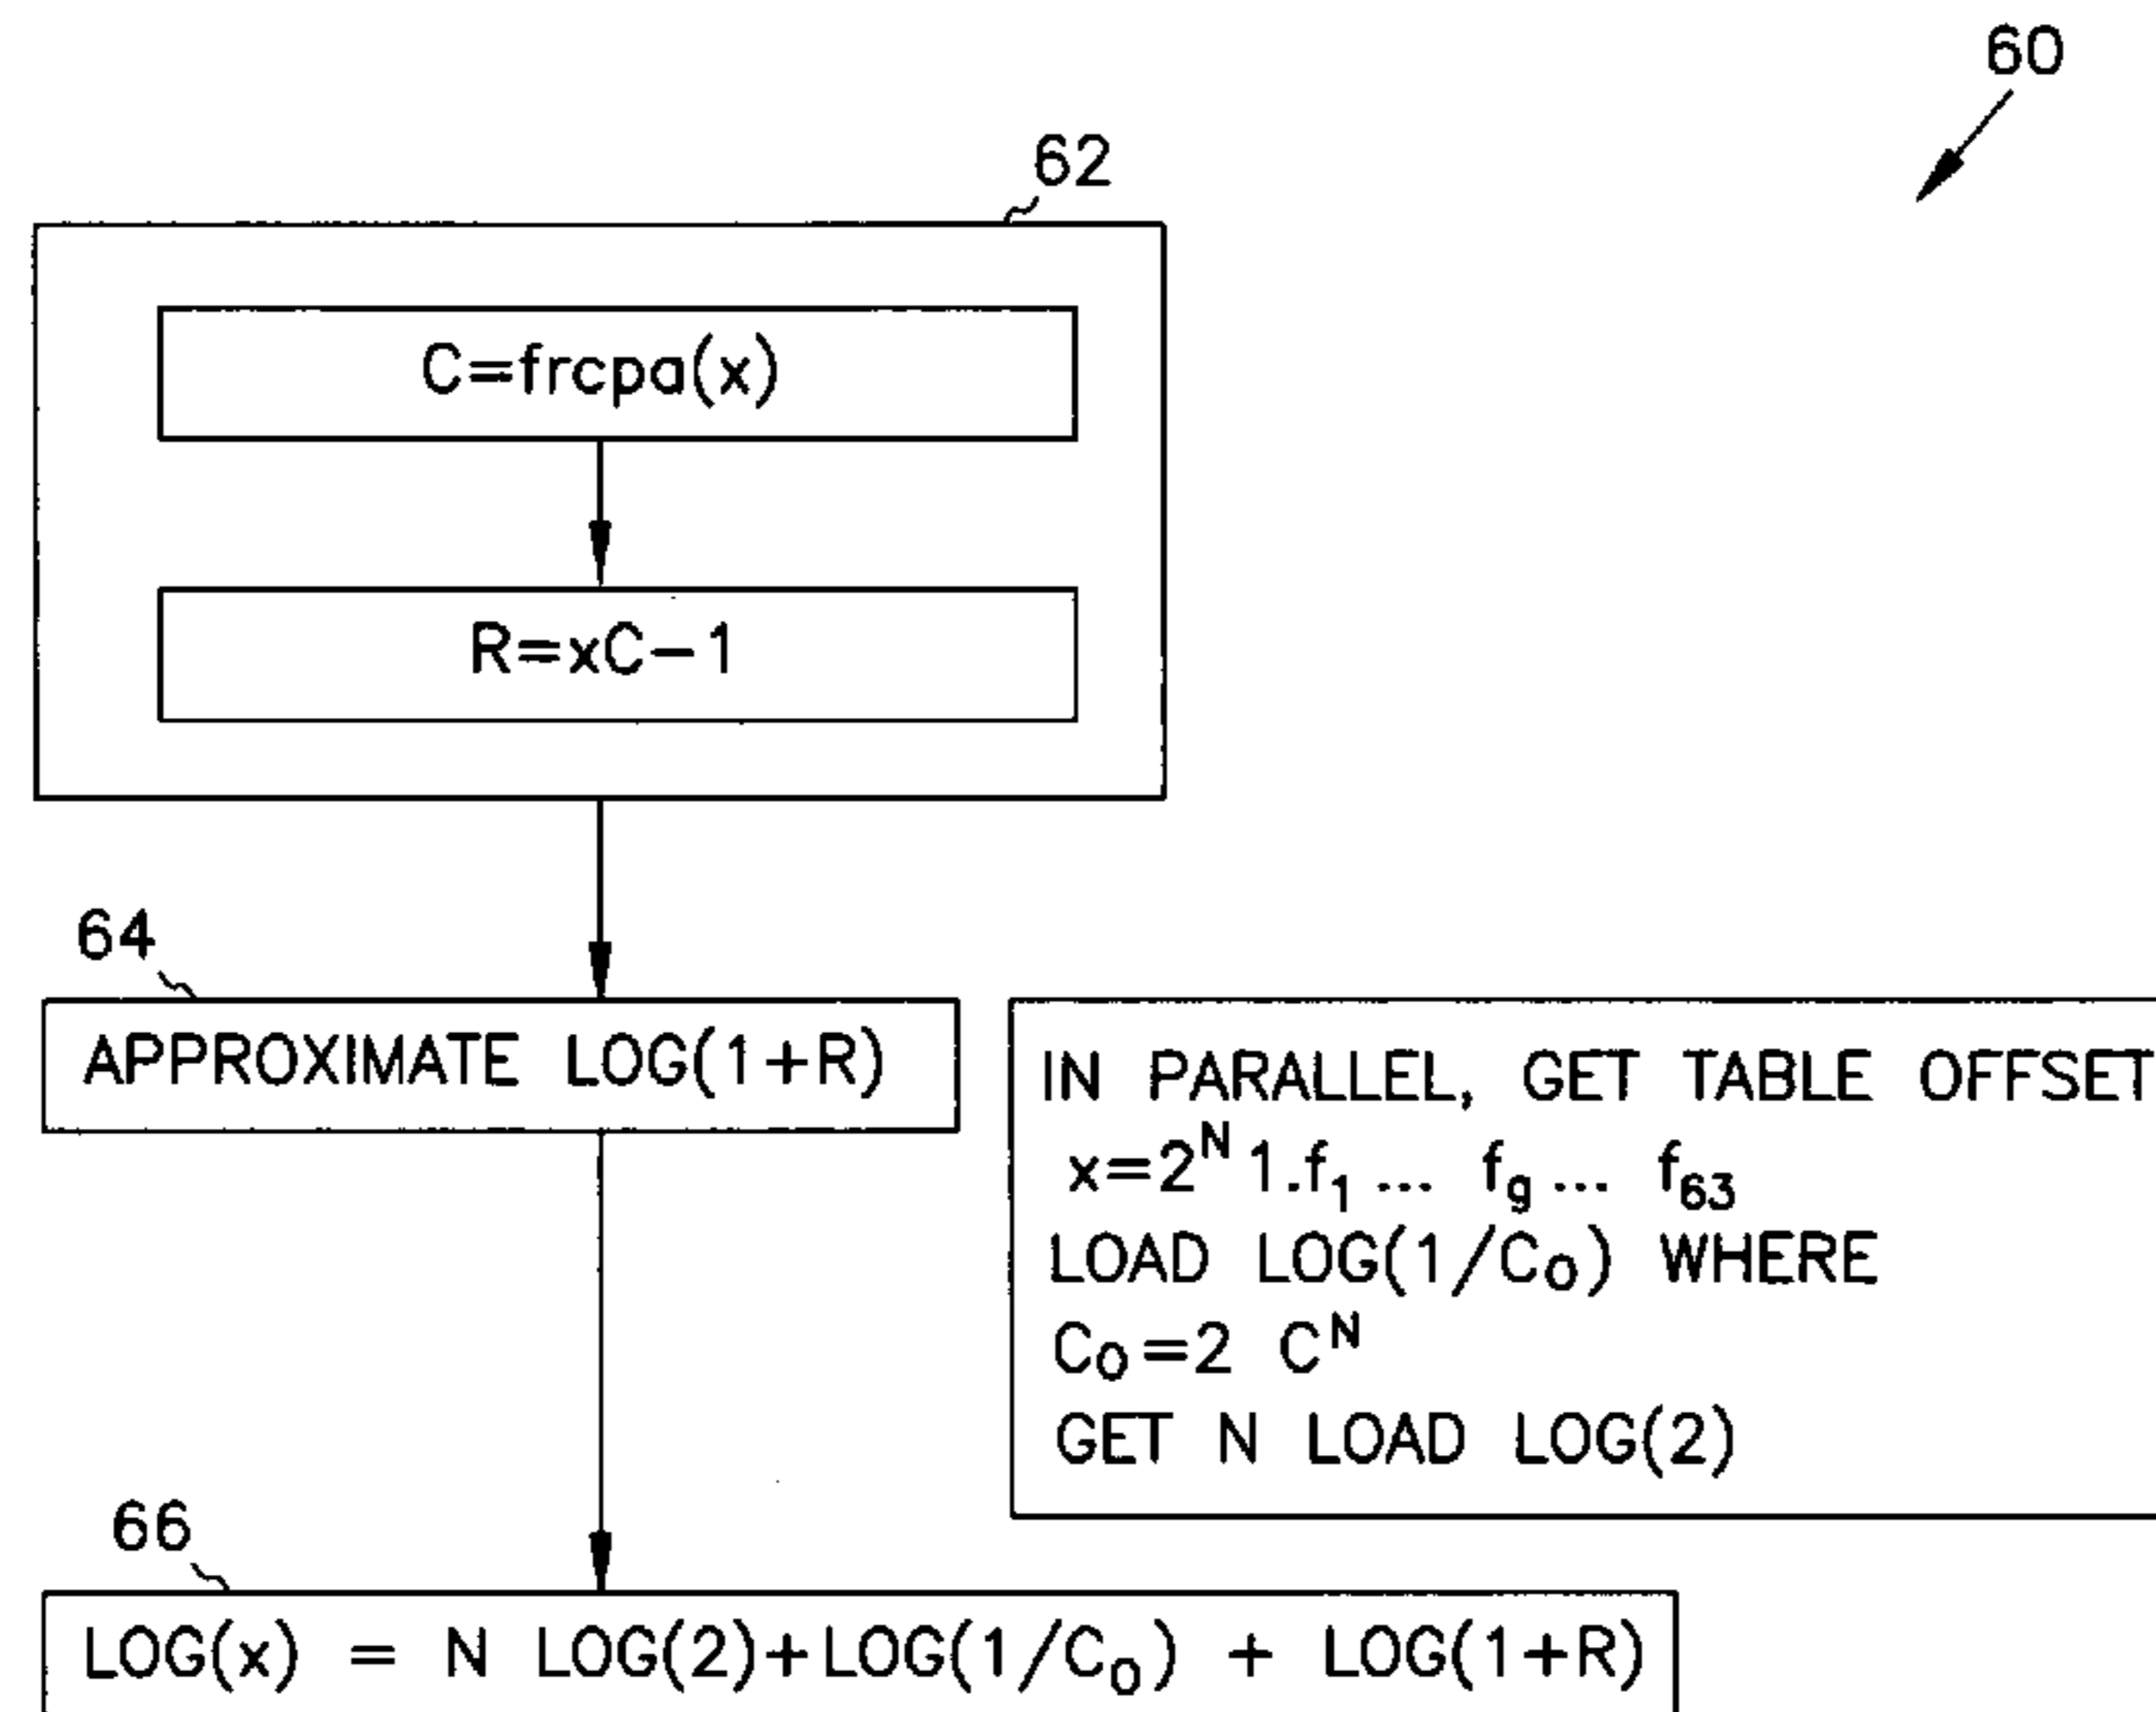 60
62
C=frcpa(x)
R=xC-1
64
APPROXIMATE LOG(1+R)
IN PARALLEL, GET TABLE OFFSET
x=2^N 1.f_1 ... f_g ... f_63
LOAD LOG(1/C_0) WHERE
C_0=2 C^N
GET N LOAD LOG(2)
66
LOG(x) = N LOG(2)+LOG(1/C_0) + LOG(1+R)